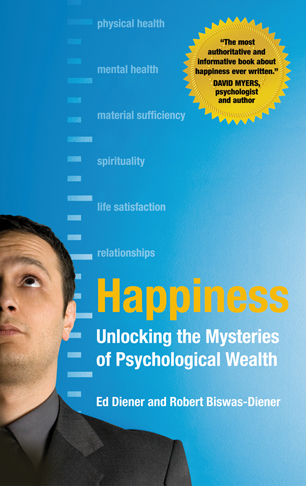 physical health
mental health
material sufficiency
spirituality
life satisfaction
relationships
“The most
authoritative and
informative book about
happiness ever written.”
DAVID MYERS,
psychologist
and author
Happiness
Unlocking the Mysteries
of Psychological Wealth
Ed Diener and Robert Biswas-Diener